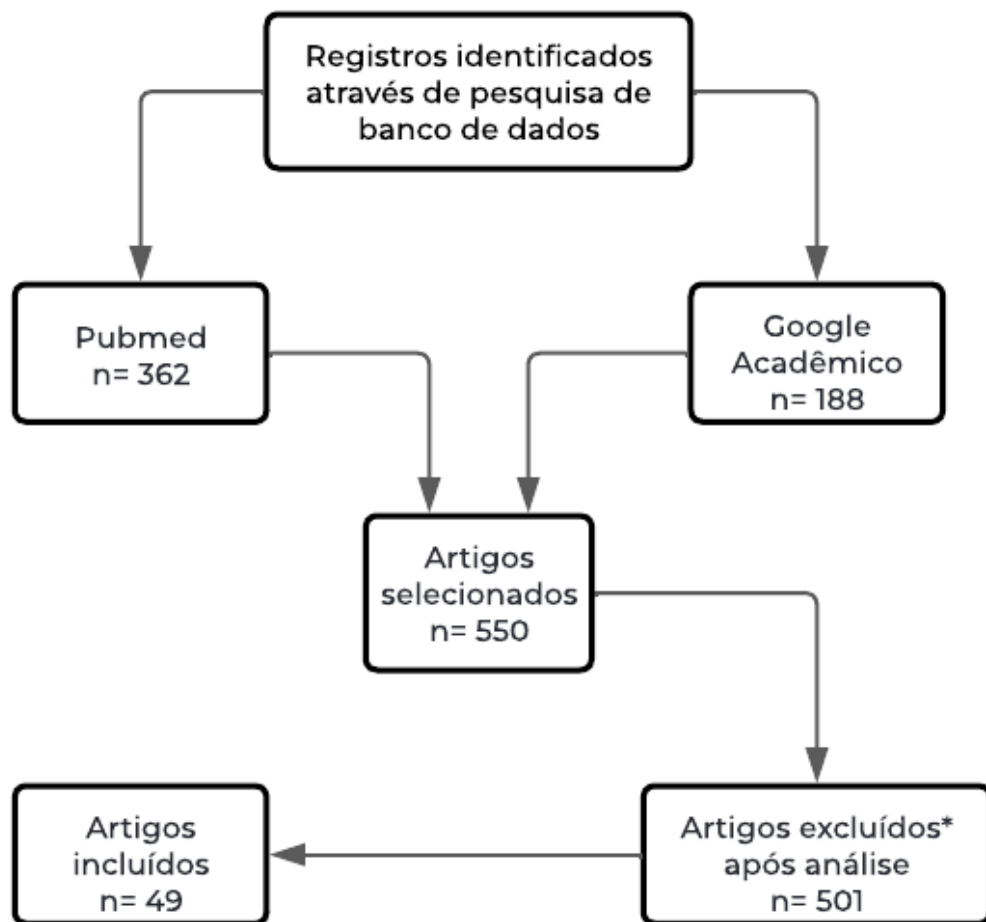 Registros identificados
através de pesquisa de
banco de dados
Pubmed
n= 362
Google
Acadêmico
n= 188
Artigos
selecionados
n= 550
Artigos
incluídos
n= 49
Artigos excluídos*
após análise
n= 501